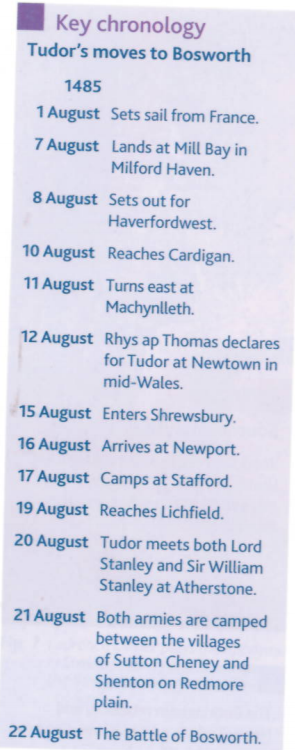 Key chronology
Tudor's moves to Bosworth
1485
1 August Sets sail from France.
7 August Lands at Mill Bay in
Milford Haven.
8 August Sets out for
Haverfordwest.
10 August Reaches Cardigan.
11 August Turns east at
Machynlleth.
12 August Rhys ap Thomas declares
for Tudor at Newtown in
mid-Wales.
15 August Enters Shrewsbury.
16 August Arrives at Newport.
17 August Camps at Stafford.
19 August Reaches Lichfield.
20 August Tudor meets both Lord
Stanley and Sir William
Stanley at Atherstone.
21 August Both armies are camped
between the villages
of Sutton Cheney and
Shenton on Redmore
plain.
22 August The Battle of Bosworth.